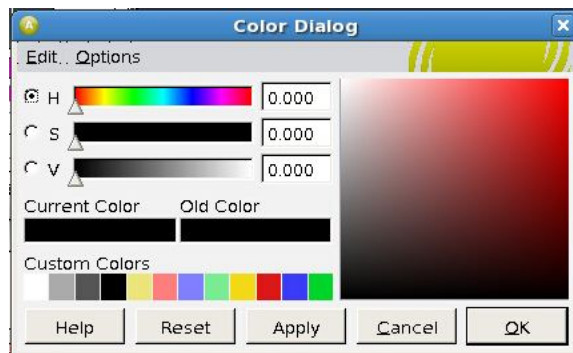 Color Dialog
Edit Options
H 0.000
S 0.000
V 0.000
Current Color Old Color
Custom Colors
Help Reset Apply Cancel OK